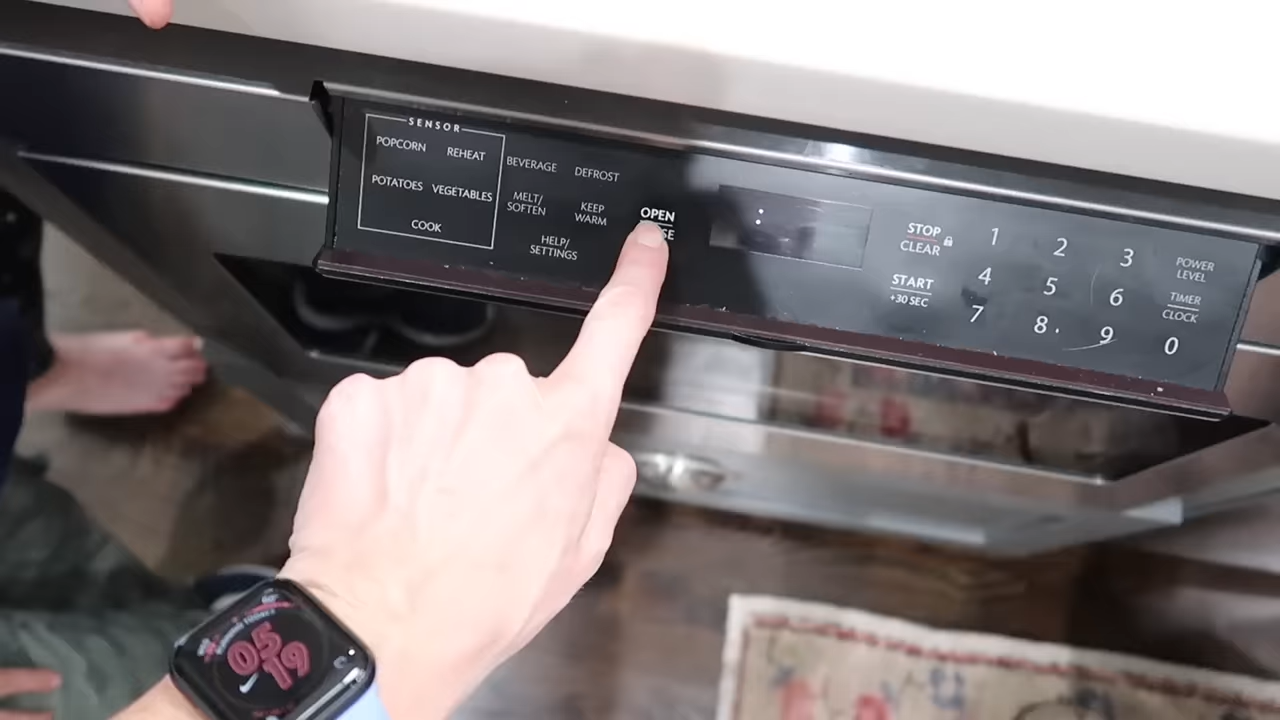 SENSOR
POPCORN
REHEAT
POTATOES
VEGETABLES
COOK
BEVERAGE
DEFROST
MELT/
SOFTEN
KEEP
WARM
HELP/
SETTINGS
OPEN
:
STOP
CLEAR
START
+30 SEC
1 2 3
4 5 6
7 8 9
0
POWER
LEVEL
TIMER
CLOCK
05
19